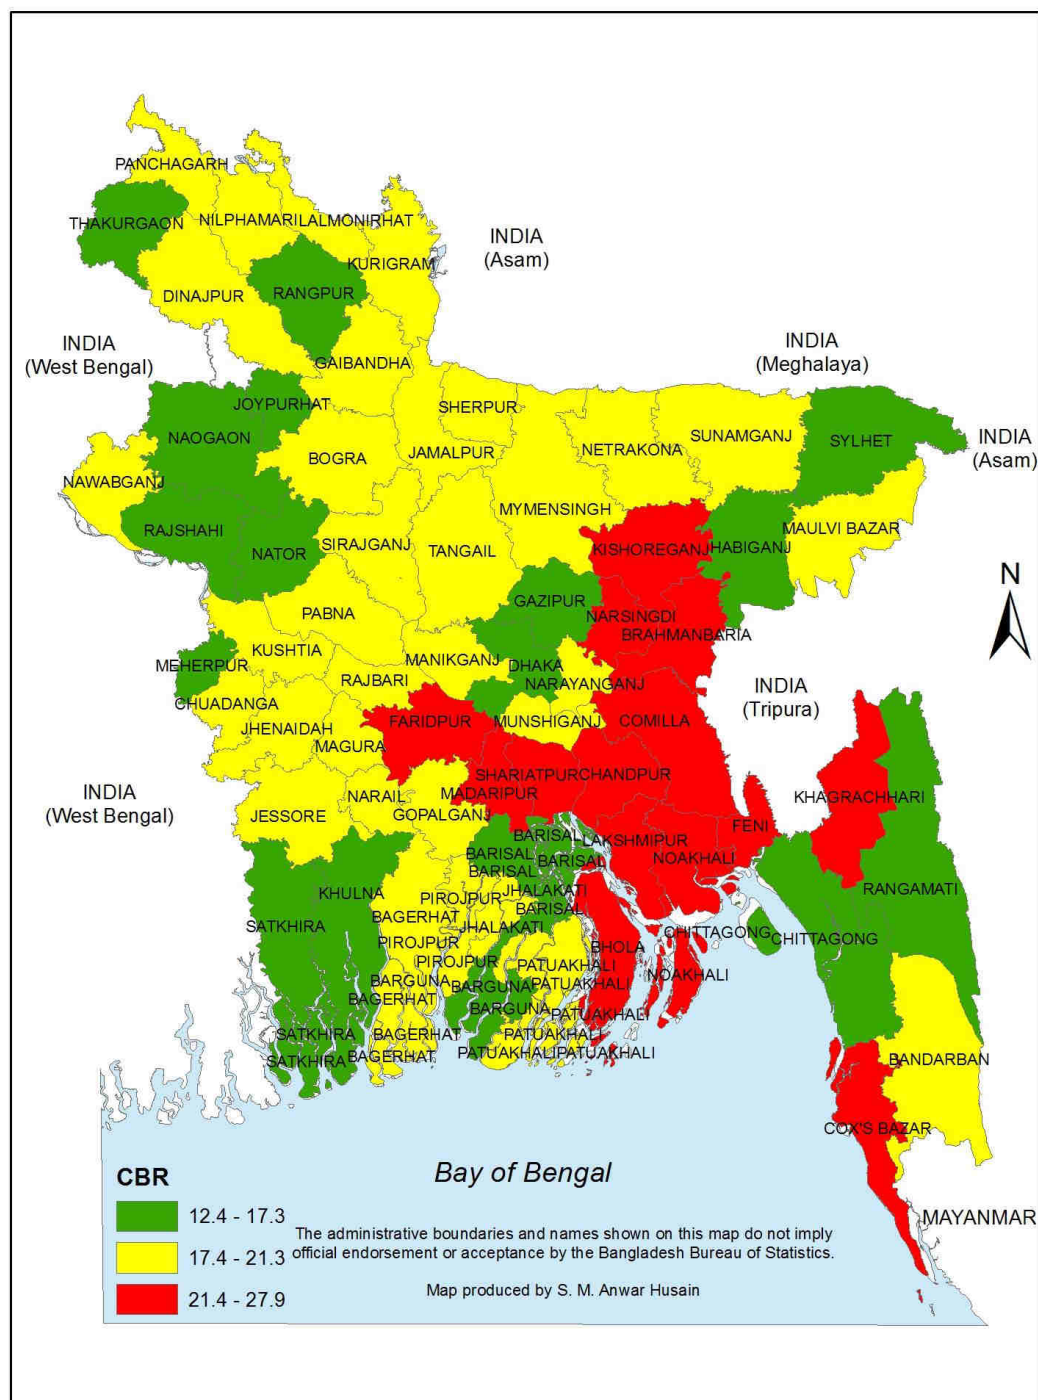 PANCHAGARH
THAKURGAON
NILPHAMARI
LALMONIRHAT
INDIA
(Asam)
KURIGRAM
RANGPUR
DINAJPUR
INDIA
(West Bengal)
INDIA
(Meghalaya)
GAIBANDHA
JOYPURHAT
SHERPUR
NAOGAON
SUNAMGANJ
SYLHET
INDIA
(Asam)
BOGRA
JAMALPUR
NETRAKONA
NAWABGANJ
MYMENSINGH
MAULVI BAZAR
RAJSHAHI
NATOR
SIRAJGANJ
TANGAIL
KISHOREGANJ
HABIGANJ
N
GAZIPUR
PABNA
NARSINGDI
BRAHMANBARIA
KUSHTIA
MEHERPUR
MANIKGANJ
DHAKA
RAJBARI
NARAYANGANJ
CHUADANGA
INDIA
(Tripura)
JHENAIDAH
FARIDPUR
MUNSHIGANJ
COMILLA
MAGURA
SHARIATPUR
CHANDPUR
INDIA
(West Bengal)
NARAIL
MADARIPUR
KHAGRACHHARI
JESSORE
GOPALGANJ
FENI
BARISAL
LAKSHMIPUR
BARISAL
BARISAL
NOAKHALI
BARISAL
KHULNA
JHALAKATI
RANGAMATI
PIROJPUR
BARISAL
BAGERHAT
SATKHIRA
JHALAKATI
CHITTAGONG
CHITTAGONG
PIROJPUR
BHOLA
PIROJPUR
PATUAKHALI
NOAKHALI
BARGUNA
BARGUNA
PATUAKHALI
BAGERHAT
BARGUNA
PATUAKHALI
SATKHIRA
BAGERHAT
PATUAKHALI
SATKHIRA
BAGERHAT
PATUAKHALI
PATUAKHALI
BANDARBAN
COX'S BAZAR
Bay of Bengal
MAYANMAR
CBR
12.4 - 17.3
17.4 - 21.3
21.4 - 27.9
The administrative boundaries and names shown on this map do not imply
official endorsement or acceptance by the Bangladesh Bureau of Statistics.
Map produced by S. M. Anwar Husain